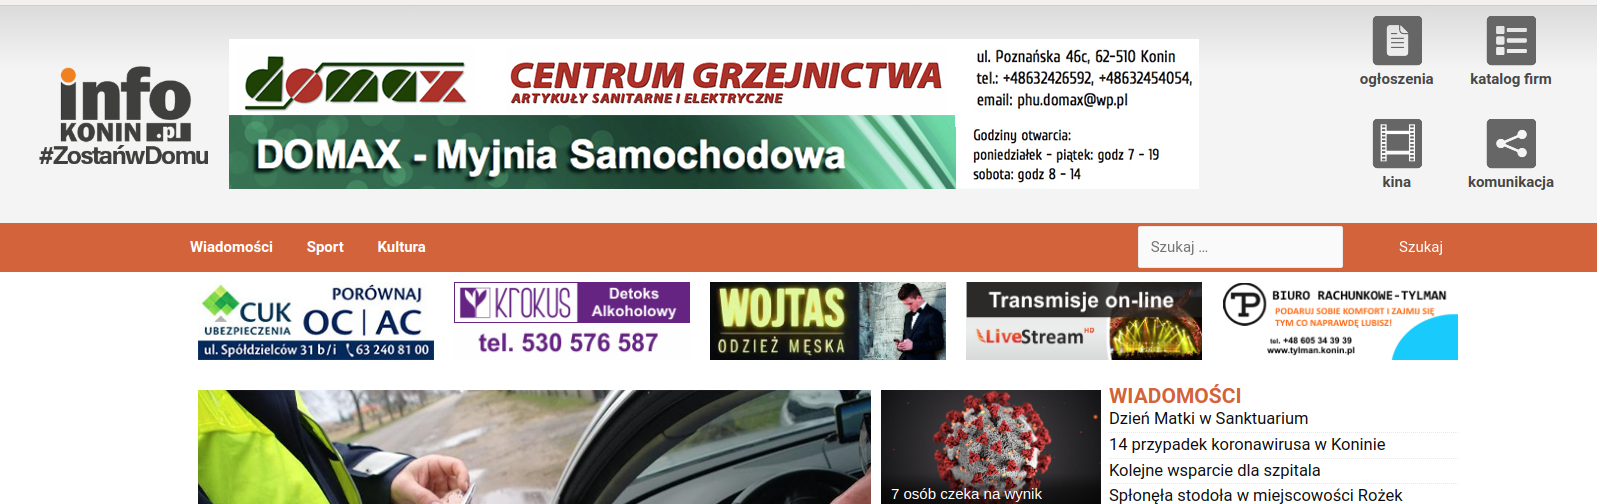 info
KONIN.pl
#ZostańwDomu
domax
CENTRUM GRZEJNICTWA
ARTYKUŁY SANITARNE I ELEKTRYCZNE
DOMAX - Myjnia Samochodowa
ul. Poznańska 46c, 62-510 Konin
tel.: +48632426592, +48632454054,
email: phu.domax@wp.pl
Godziny otwarcia:
poniedziałek - piątek: godz 7 - 19
sobota: godz 8 - 14
ogłoszenia
katalog firm
kina
komunikacja
Wiadomości
Sport
Kultura
Szukaj ...
Szukaj
CUK
UBEZPIECZENIA
PORÓWNAJ
OC | AC
ul. Spółdzielców 31 b/i 63 240 81 00
KROKUS
Detoks
Alkoholowy
tel. 530 576 587
WOJTAS
ODZIEŻ MĘSKA
Transmisje on-line
LiveStream HD
TP
BIURO RACHUNKOWE-TYLMAN
PODARUJ SOBIE KOMFORT I ZAJMIJ SIĘ
TYM CO NAPRAWDĘ LUBISZ!
tel. +48 605 34 39 39
www.tylman.konin.pl
7 osób czeka na wynik
WIADOMOŚCI
Dzień Matki w Sanktuarium
14 przypadek koronawirusa w Koninie
Kolejne wsparcie dla szpitala
Spłonęła stodoła w miejscowości Rożek